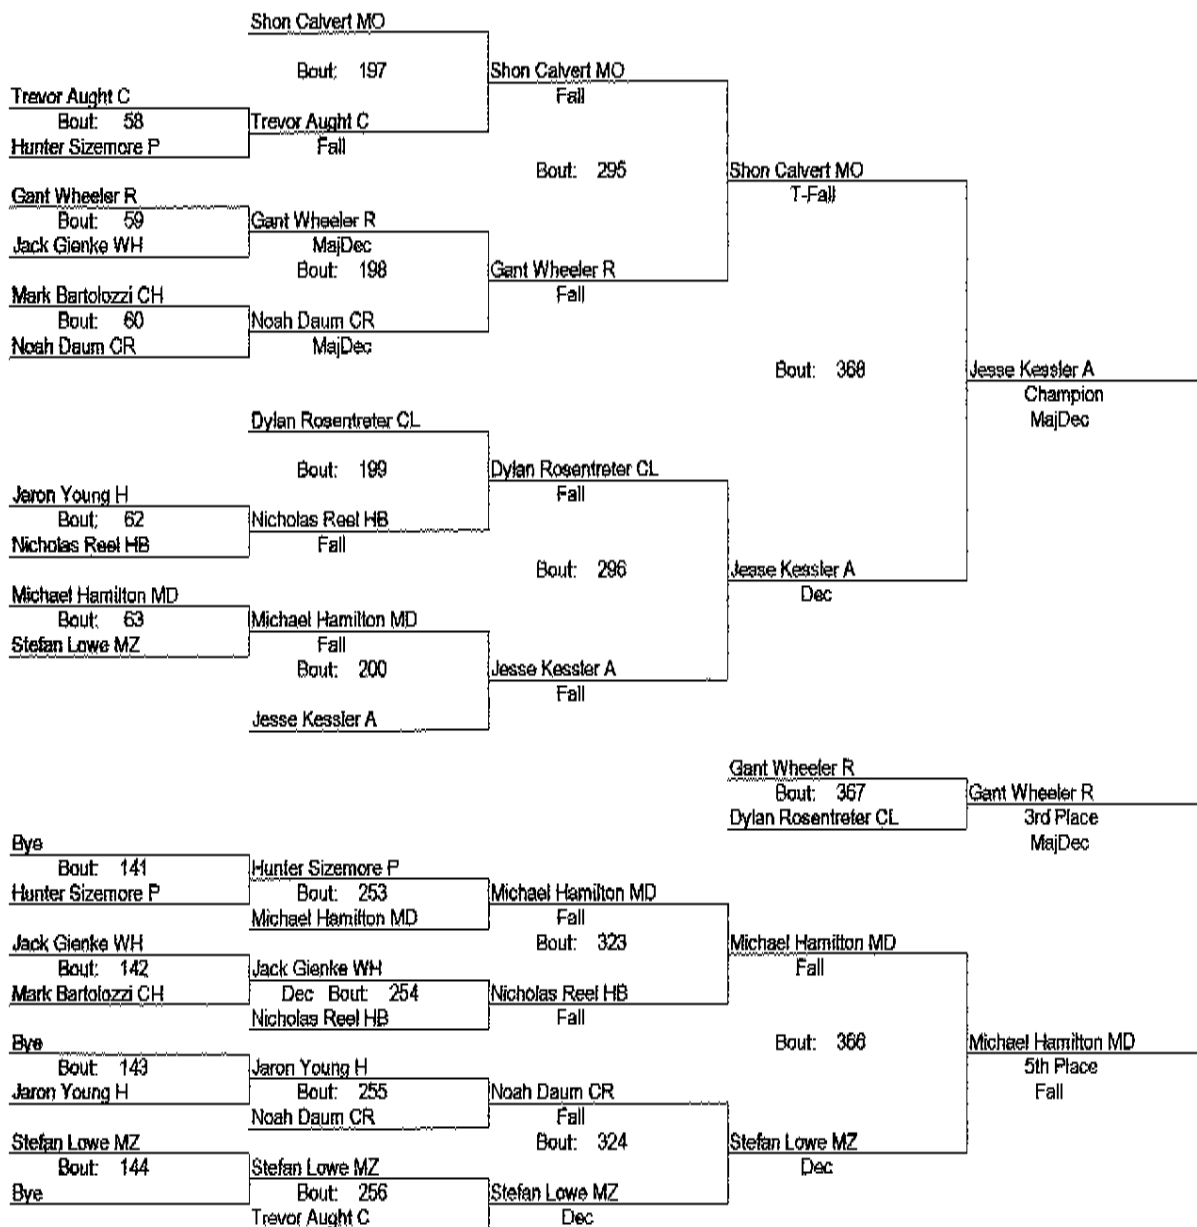 Shon Calvert MO
Bout: 197
Shon Calvert MO
Fall
Trevor Aught C
Bout: 58
Trevor Aught C
Hunter Sizemore P
Fall
Bout: 295
Shon Calvert MO
T-Fall
Gant Wheeler R
Bout: 59
Gant Wheeler R
Jack Gienke WH
MajDec
Bout: 198
Gant Wheeler R
Fall
Mark Bartolozzi CH
Bout: 60
Noah Daum CR
Noah Daum CR
MajDec
Bout: 368
Jesse Kessler A
Champion
MajDec
Dylan Rosentreter CL
Bout: 199
Dylan Rosentreter CL
Fall
Jaron Young H
Bout: 62
Nicholas Reel HB
Nicholas Reel HB
Fall
Bout: 296
Jesse Kessler A
Dec
Michael Hamilton MD
Bout: 63
Michael Hamilton MD
Stefan Lowe MZ
Fall
Bout: 200
Jesse Kessler A
Fall
Jesse Kessler A
Gant Wheeler R
Bout: 367
Gant Wheeler R
Dylan Rosentreter CL
3rd Place
MajDec
Bye
Bout: 141
Hunter Sizemore P
Hunter Sizemore P
Bout: 253
Michael Hamilton MD
Michael Hamilton MD
Fall
Bout: 323
Michael Hamilton MD
Fall
Jack Gienke WH
Bout: 142
Jack Gienke WH
Mark Bartolozzi CH
Dec Bout: 254
Nicholas Reel HB
Nicholas Reel HB
Fall
Bye
Bout: 143
Jaron Young H
Jaron Young H
Bout: 255
Noah Daum CR
Noah Daum CR
Fall
Bout: 366
Michael Hamilton MD
5th Place
Fall
Bout: 324
Stefan Lowe MZ
Dec
Stefan Lowe MZ
Bout: 144
Stefan Lowe MZ
Bye
Bout: 256
Stefan Lowe MZ
Trevor Aught C
Dec